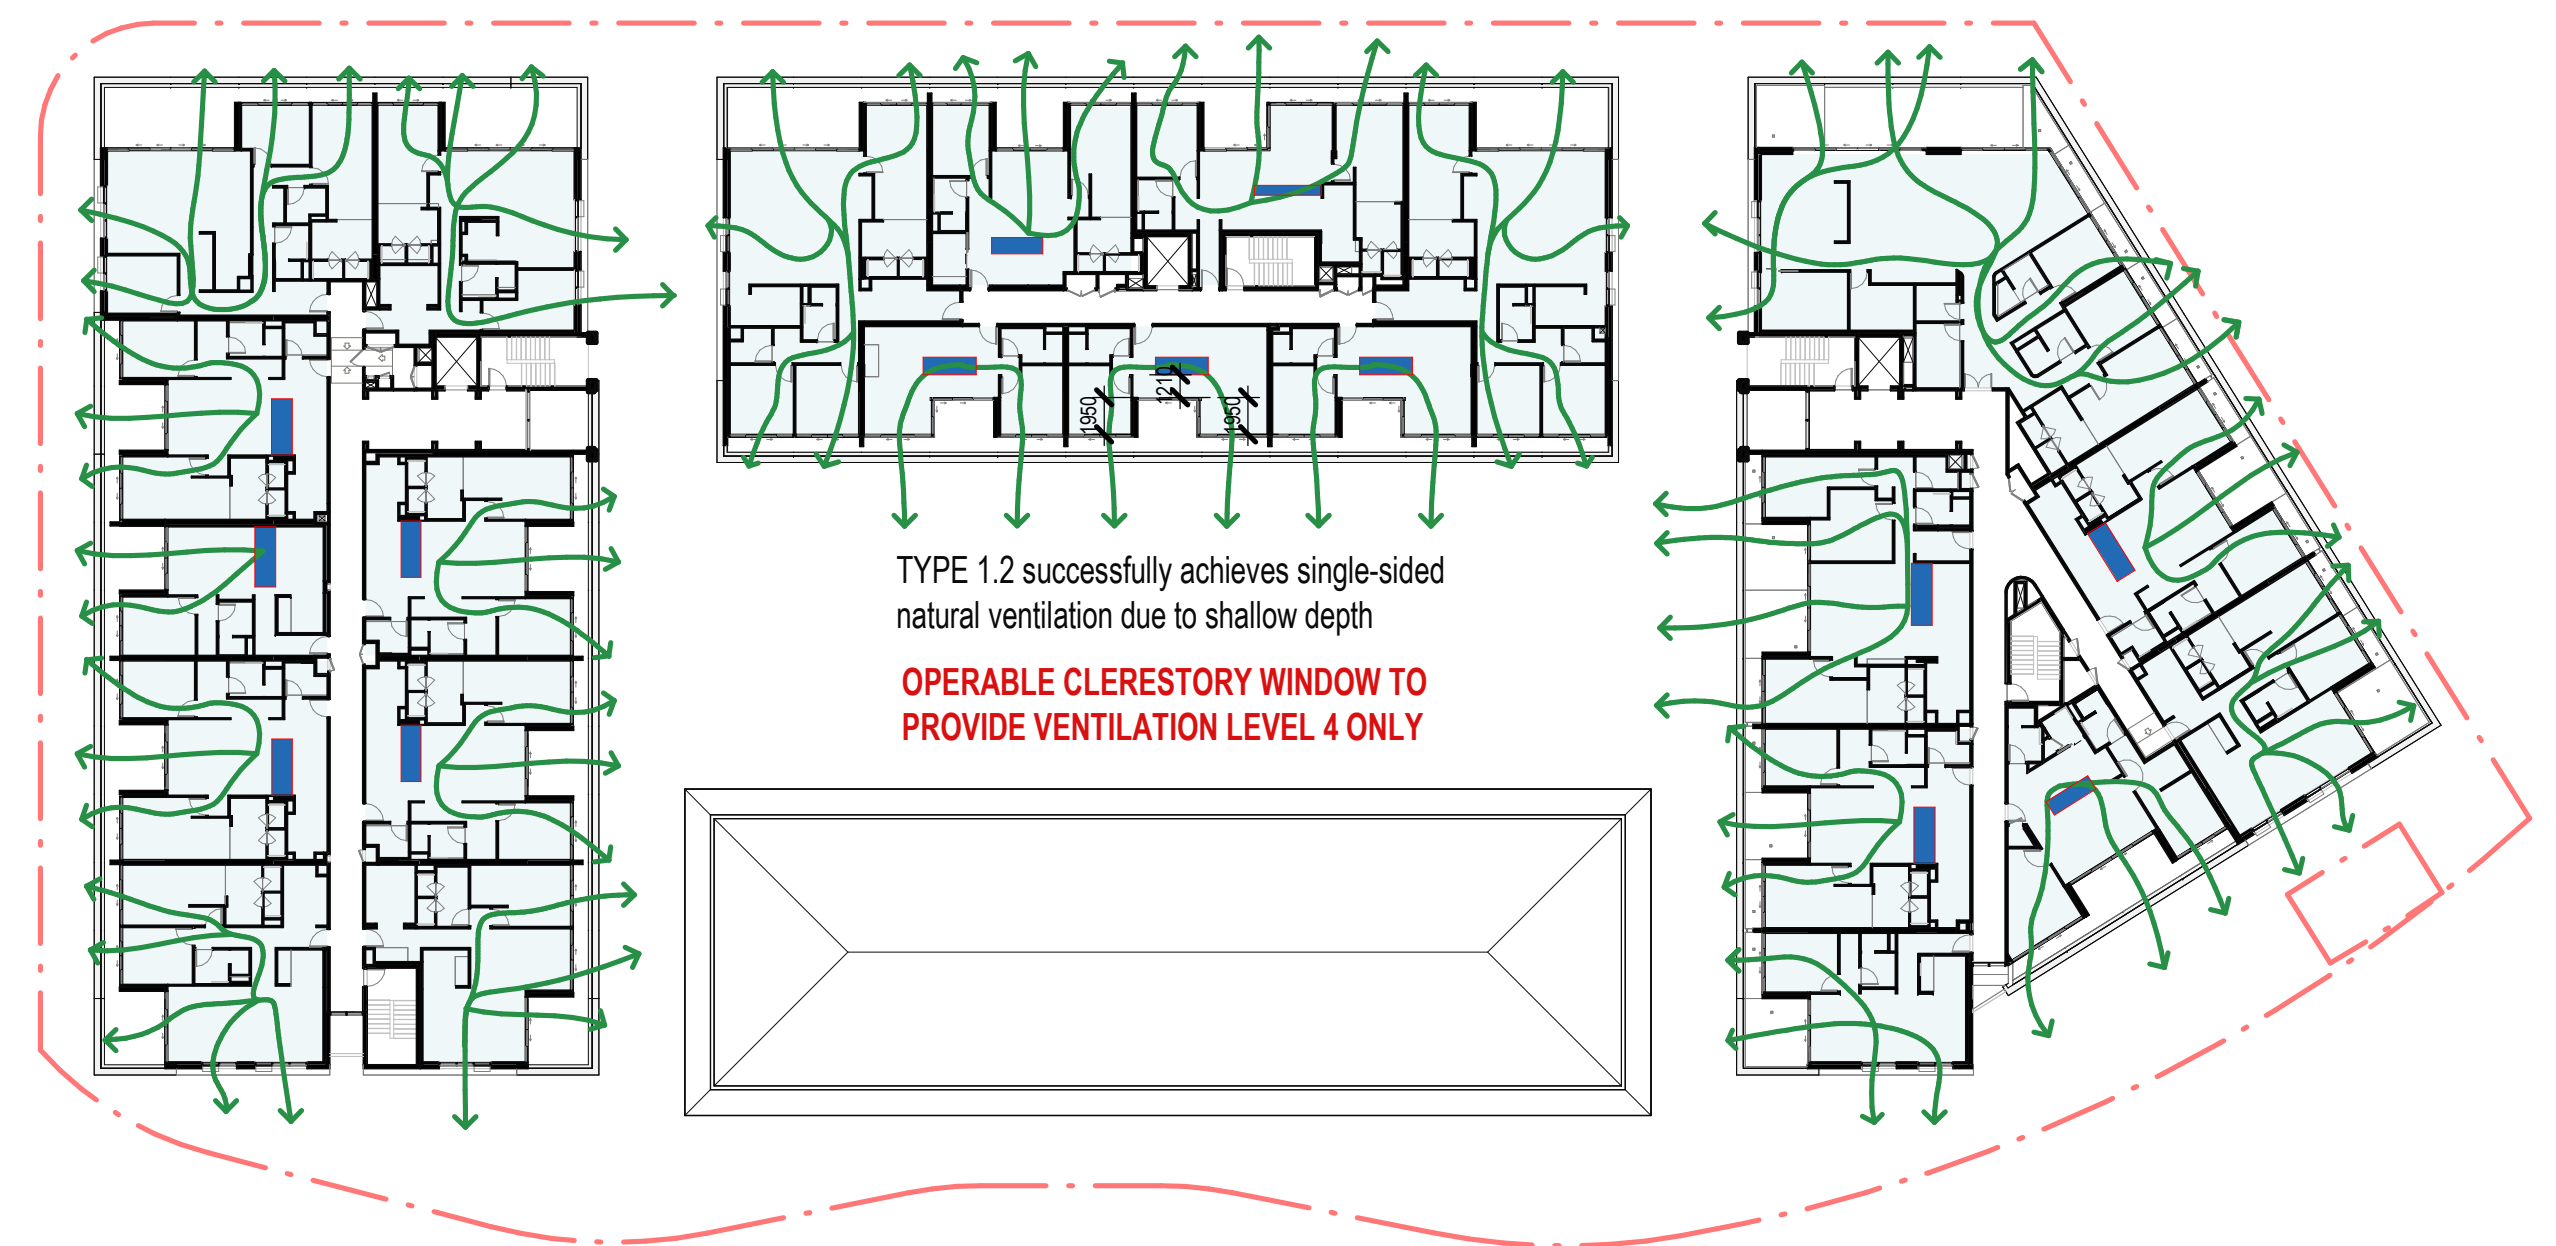 1950
1210
1950
TYPE 1.2 successfully achieves single-sided
natural ventilation due to shallow depth
OPERABLE CLERESTORY WINDOW TO
PROVIDE VENTILATION LEVEL 4 ONLY